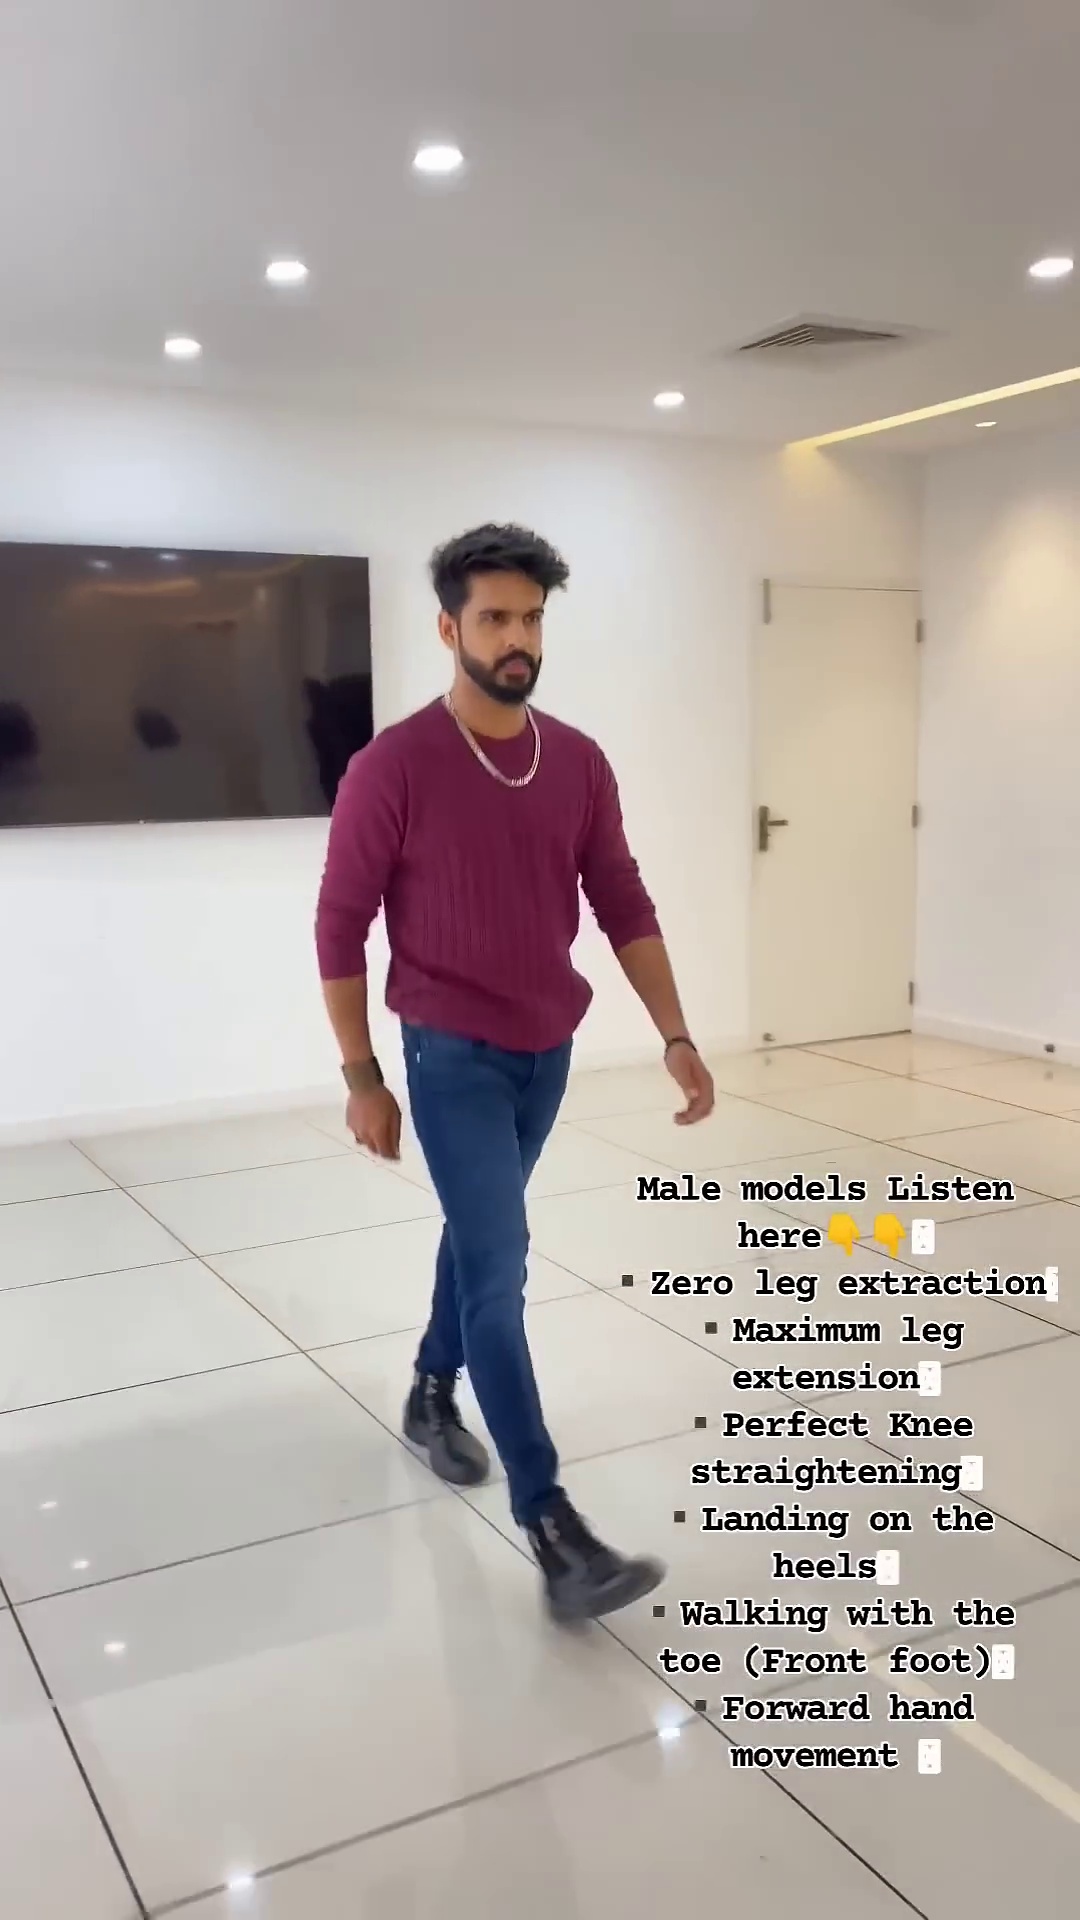 Male models Listen
here👇👇
▪ Zero leg extraction
▪ Maximum leg
extension
▪ Perfect Knee
straightening
▪ Landing on the
heels
▪ Walking with the
toe (Front foot)
▪ Forward hand
movement